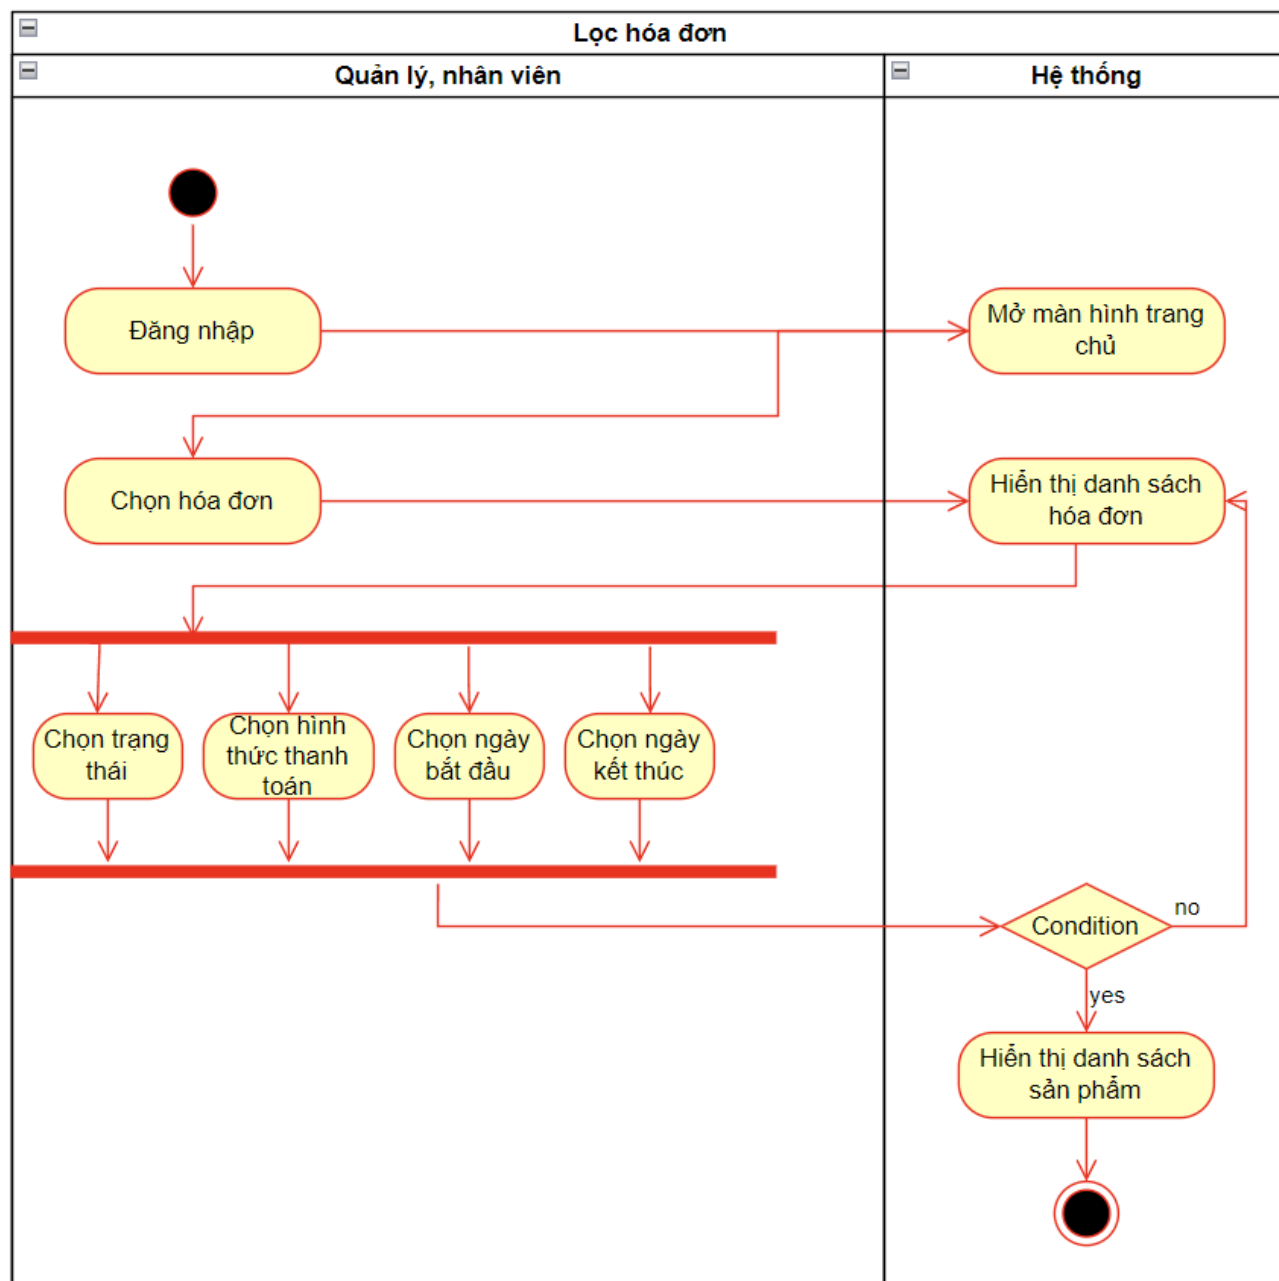 Lọc hóa đơn
Quản lý, nhân viên
Hệ thống
Đăng nhập
Mở màn hình trang
chủ
Chọn hóa đơn
Hiển thị danh sách
hóa đơn
Chọn trạng
thái
Chọn hình
thức thanh
toán
Chọn ngày
bắt đầu
Chọn ngày
kết thúc
Condition
no
yes
Hiển thị danh sách
sản phẩm